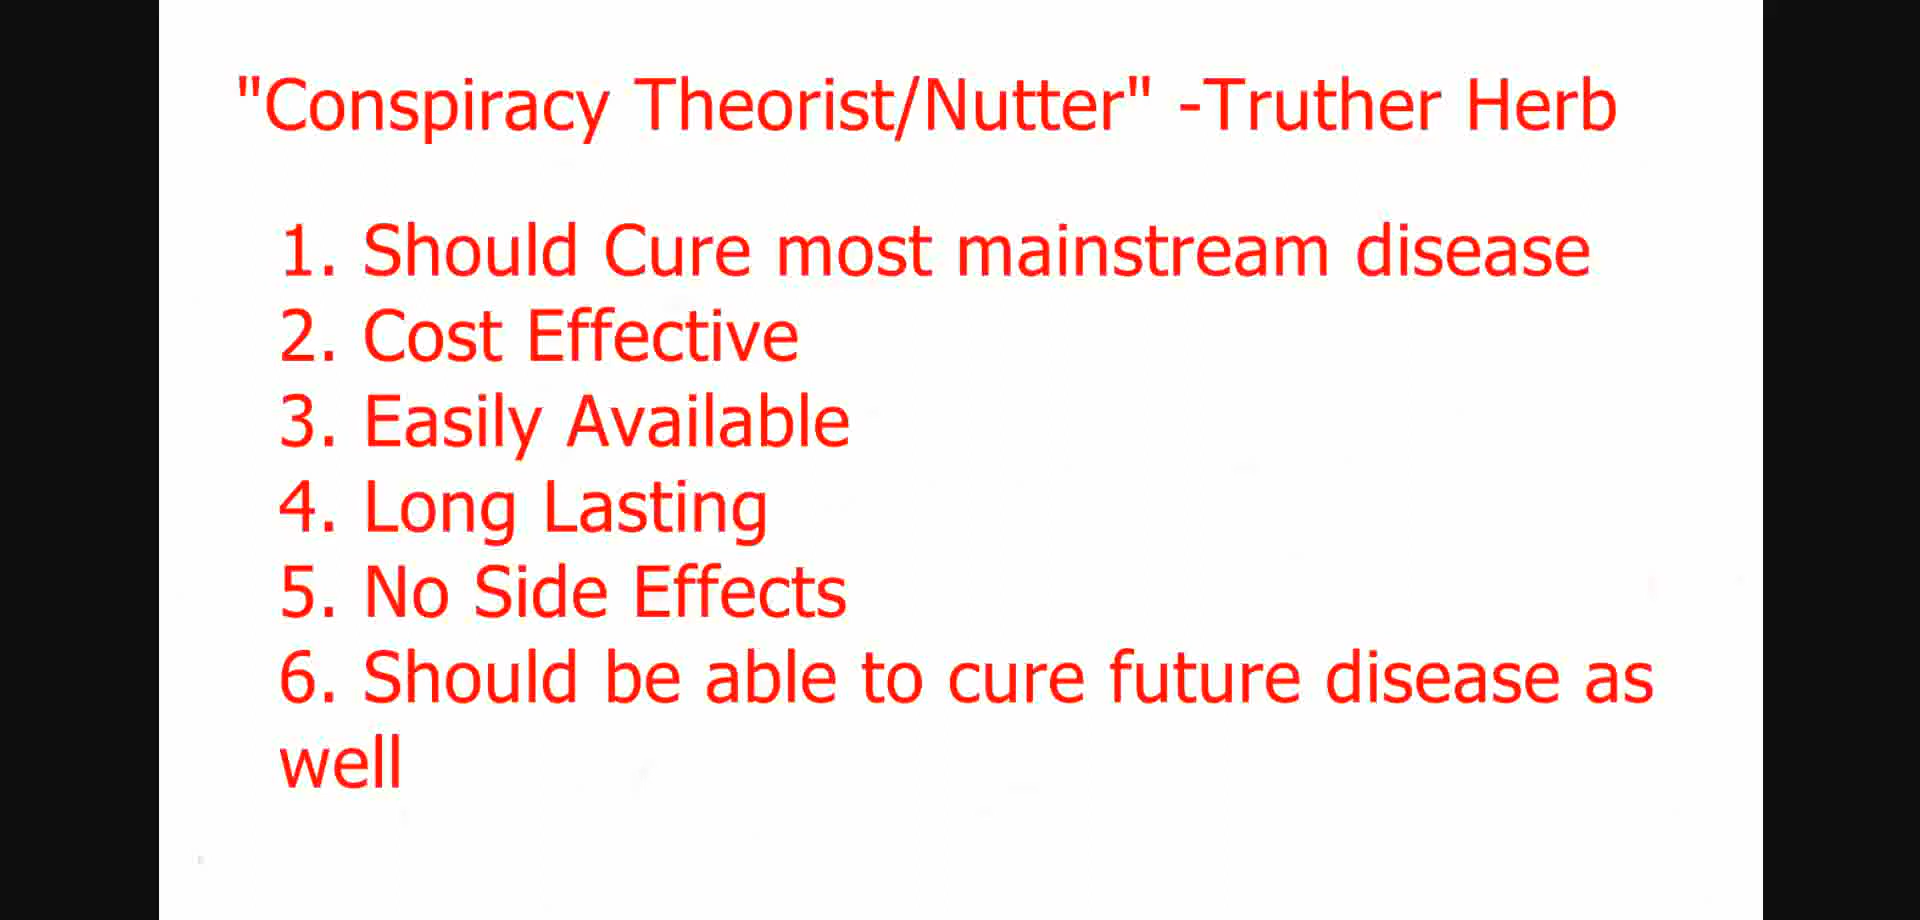 "Conspiracy Theorist/Nutter" -Truther Herb
1. Should Cure most mainstream disease
2. Cost Effective
3. Easily Available
4. Long Lasting
5. No Side Effects
6. Should be able to cure future disease as
well